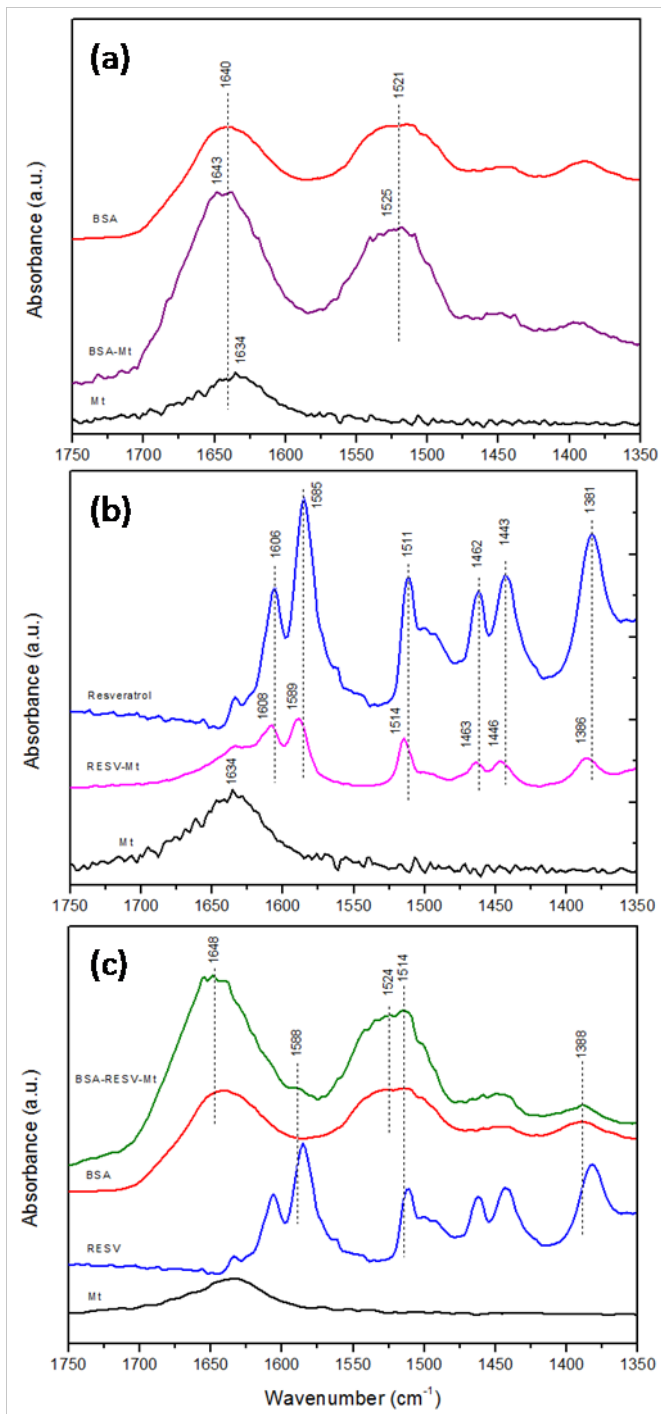 (a)
1640
1521
1643
1525
BSA
BSA-Mt
1634
Mt
Absorbance (a.u.)
1750 1700 1650 1600 1550 1500 1450 1400 1350
(b)
1585
1606
1511
1462
1443
1381
Resveratrol
1608
1589
1514
1463
1446
1386
RESV-Mt
1634
Mt
Absorbance (a.u.)
1750 1700 1650 1600 1550 1500 1450 1400 1350
(c)
1648
1588
1524
1514
1388
BSA-RESV-Mt
BSA
RESV
Mt
Absorbance (a.u.)
1750 1700 1650 1600 1550 1500 1450 1400 1350
Wavenumber (cm⁻¹)